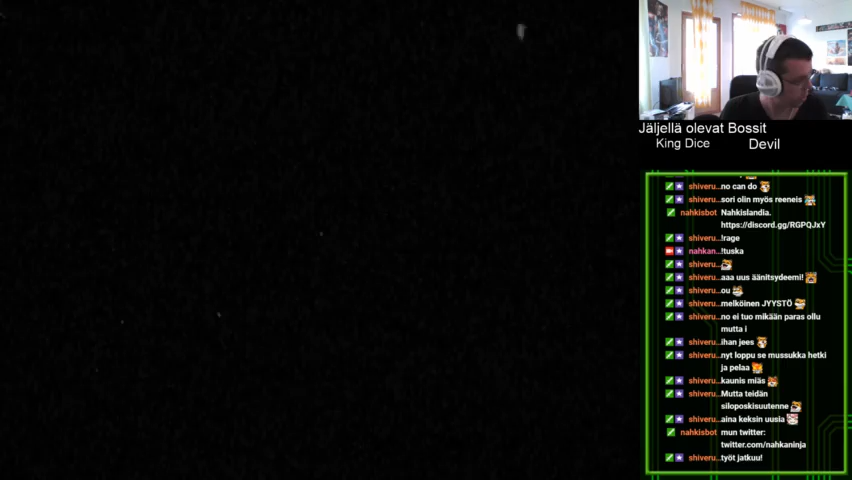 Jäljellä olevat Bossit
King Dice Devil
shiveru...no can do
shiveru...sori olin myös reeneis
nahkisbot Nahkislandia.
https://discord.gg/RGPQJxY
shiveru...!rage
nahkan...!tuska
shiveru...
shiveru...aaa uus äänitsydeemi!
shiveru...ou
shiveru...melköinen JYYSTÖ
shiveru...no ei tuo mikään paras ollu
mutta i
shiveru...ihan jees
shiveru...nyt loppu se mussukka hetki
ja pelaa
shiveru...kaunis miäs
shiveru...Mutta teidän
siloposkisuutenne
shiveru...aina keksin uusia
nahkisbot mun twitter:
twitter.com/nahkaninja
shiveru...työt jatkuu!